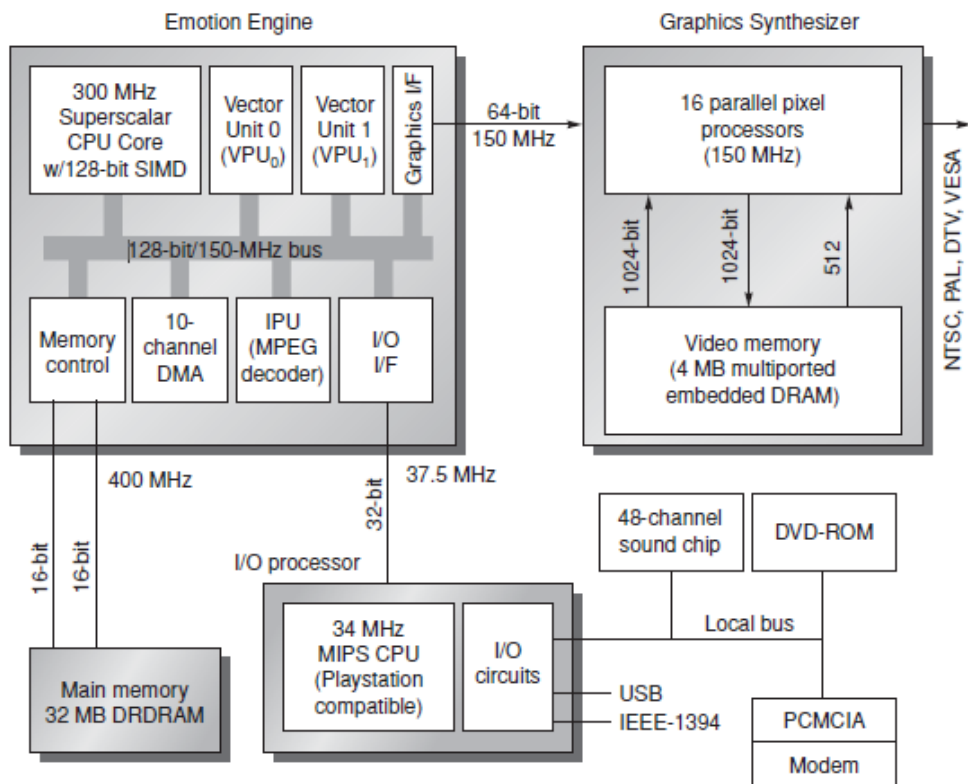 Emotion Engine
Graphics Synthesizer
300 MHz
Superscalar
CPU Core
w/128-bit SIMD
Vector
Unit 0
(VPU0)
Vector
Unit 1
(VPU1)
Graphics I/F
64-bit
150 MHz
16 parallel pixel
processors
(150 MHz)
128-bit/150-MHz bus
1024-bit
1024-bit
512
NTSC, PAL, DTV, VESA
Memory
control
10-
channel
DMA
IPU
(MPEG
decoder)
I/O
I/F
Video memory
(4 MB multiported
embedded DRAM)
400 MHz
16-bit
16-bit
32-bit
37.5 MHz
48-channel
sound chip
DVD-ROM
I/O processor
34 MHz
MIPS CPU
(Playstation
compatible)
I/O
circuits
Local bus
USB
IEEE-1394
Main memory
32 MB DRDRAM
PCMCIA
Modem